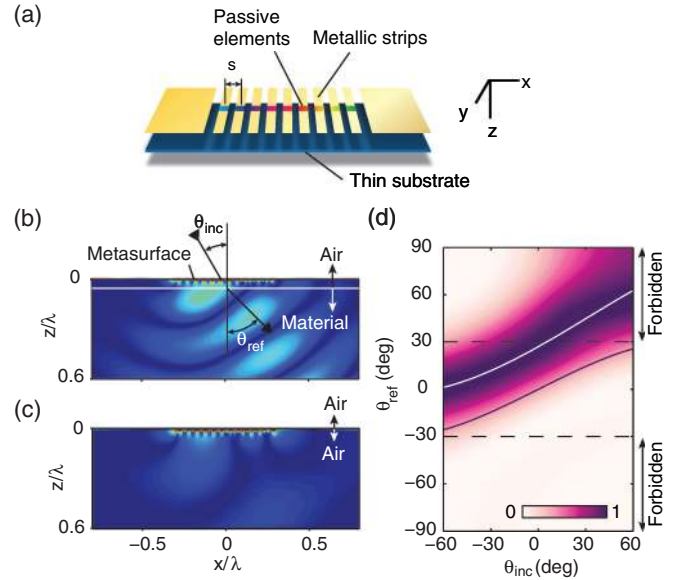 (a)
Passive
elements
Metallic strips
s
x
y
z
Thin substrate
(b)
θinc
Metasurface
Air
0
Material
θref
z/λ
0.6
(c)
Air
0
Air
z/λ
0.6
−0.5
0
0.5
x/λ
(d)
90
60
30
0
−30
−60
−90
θref (deg)
Forbidden
Forbidden
0
1
−60
−30
0
30
60
θinc (deg)